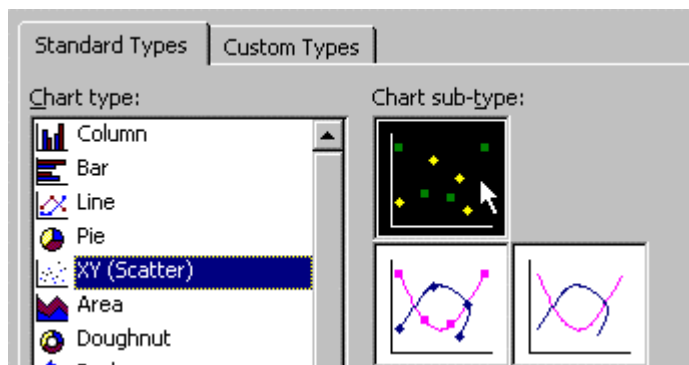 Standard Types
Custom Types
Chart type:
Chart sub-type:
Column
Bar
Line
Pie
XY (Scatter)
Area
Doughnut